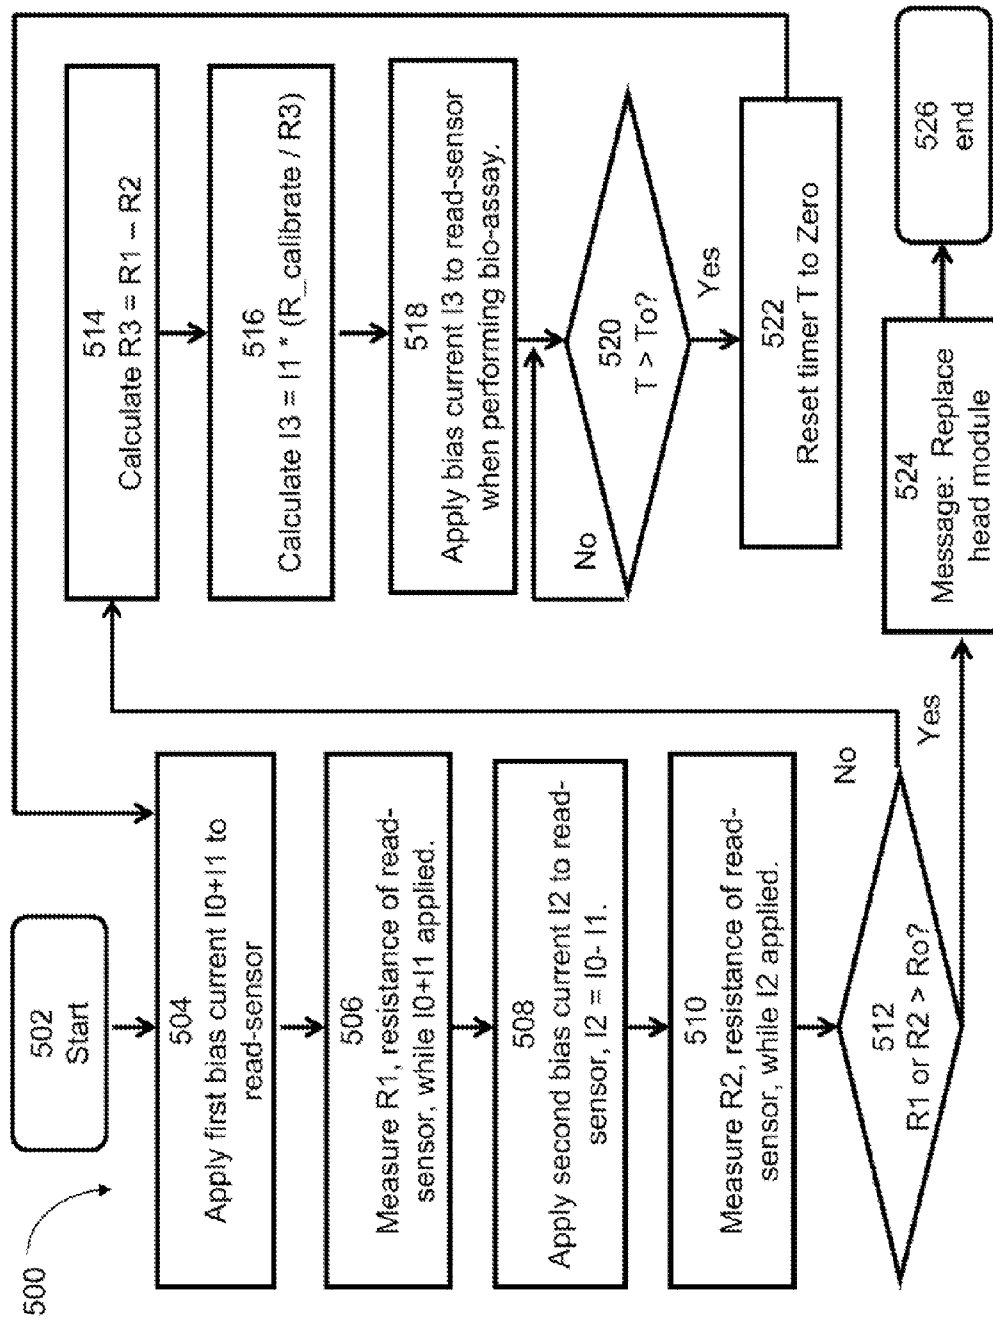 500
502
Start
504
Apply first bias current I0+I1 to
read-sensor
506
Measure R1, resistance of read-
sensor, while I0+I1 applied.
508
Apply second bias current I2 to read-
sensor, I2 = I0- I1.
510
Measure R2, resistance of read-
sensor, while I2 applied.
512
R1 or R2 > Ro?
No
Yes
514
Calculate R3 = R1 – R2
516
Calculate I3 = I1 * (R_calibrate / R3)
518
Apply bias current I3 to read-sensor
when performing bio-assay.
520
T > To?
No
Yes
522
Reset timer T to Zero
524
Message: Replace
head module
526
end